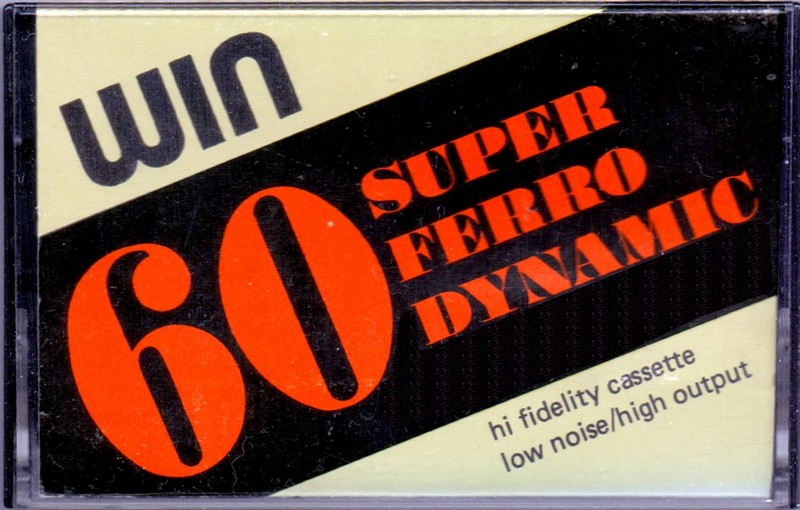 win
60
SUPER
FERRO
DYNAMIC
hi fidelity cassette
low noise/high output